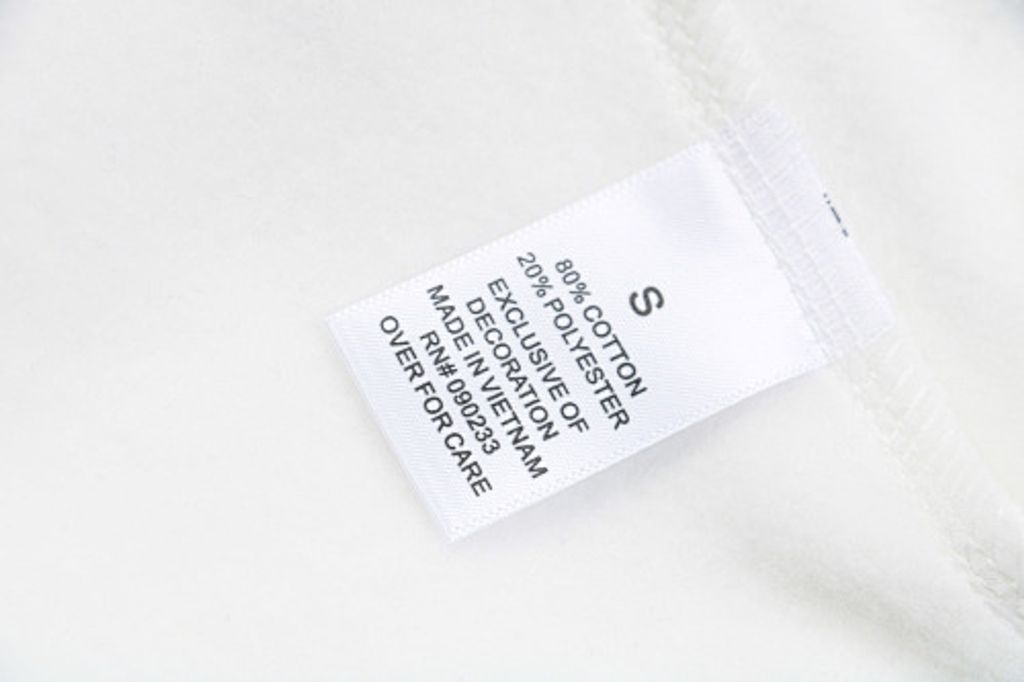 S
80% COTTON
20% POLYESTER
EXCLUSIVE OF
DECORATION
MADE IN VIETNAM
RN# 090233
OVER FOR CARE